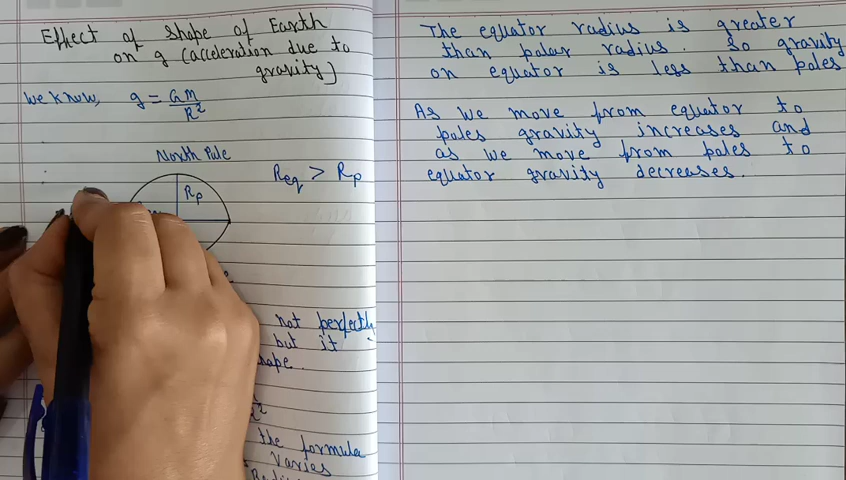 Effect of shape of Earth
on g (acceleration due to
gravity)
We know, g = GM
R²
North Pole
Rp
Req > Rp
not perfectly
but it
the formula
varies
The equator radius is greater
than polar radius. So gravity
on equator is less than poles
As we move from equator to
poles gravity increases and
as we move from poles to
equator gravity decreases.